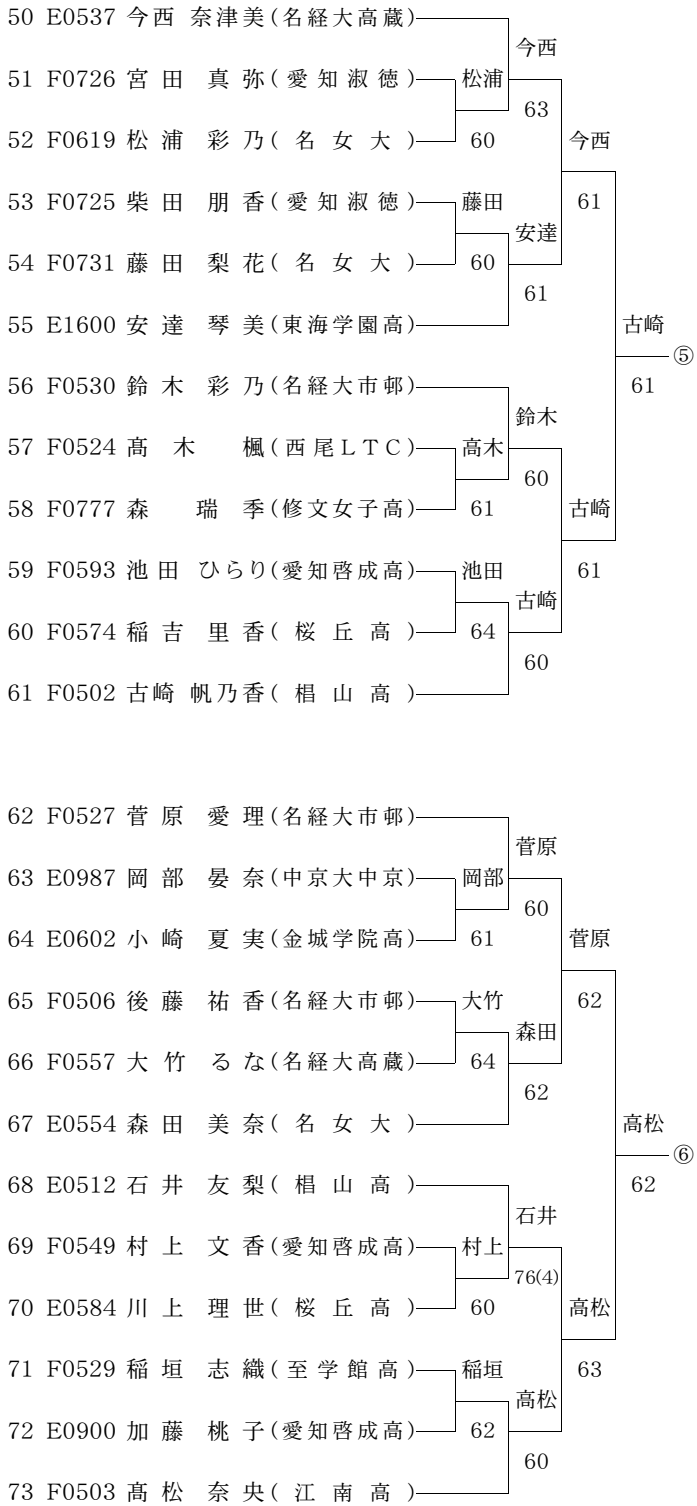 50 E0537 今西 奈津美(名経大高蔵)
今西
51 F0726 宮田 真弥(愛知淑徳)
松浦
63
52 F0619 松浦 彩乃(名女大)
60
今西
53 F0725 柴田 朋香(愛知淑徳)
藤田
61
安達
54 F0731 藤田 梨花(名女大)
60
61
55 E1600 安達 琴美(東海学園高)
古崎
⑤
56 F0530 鈴木 彩乃(名経大市邨)
61
鈴木
57 F0524 髙木 楓(西尾LTC)
高木
60
58 F0777 森 瑞季(修文女子高)
61
古崎
59 F0593 池田 ひらり(愛知啓成高)
池田
61
古崎
60 F0574 稲吉 里香(桜丘高)
64
60
61 F0502 古崎 帆乃香(椙山高)
62 F0527 菅原 愛理(名経大市邨)
菅原
63 E0987 岡部 晏奈(中京大中京)
岡部
60
64 E0602 小崎 夏実(金城学院高)
61
菅原
65 F0506 後藤 祐香(名経大市邨)
大竹
62
森田
66 F0557 大竹 るな(名経大高蔵)
64
62
67 E0554 森田 美奈(名女大)
高松
⑥
68 E0512 石井 友梨(椙山高)
62
石井
69 F0549 村上 文香(愛知啓成高)
村上
76(4)
70 E0584 川上 理世(桜丘高)
60
高松
71 F0529 稲垣 志織(至学館高)
稲垣
63
高松
72 E0900 加藤 桃子(愛知啓成高)
62
60
73 F0503 髙松 奈央(江南高)